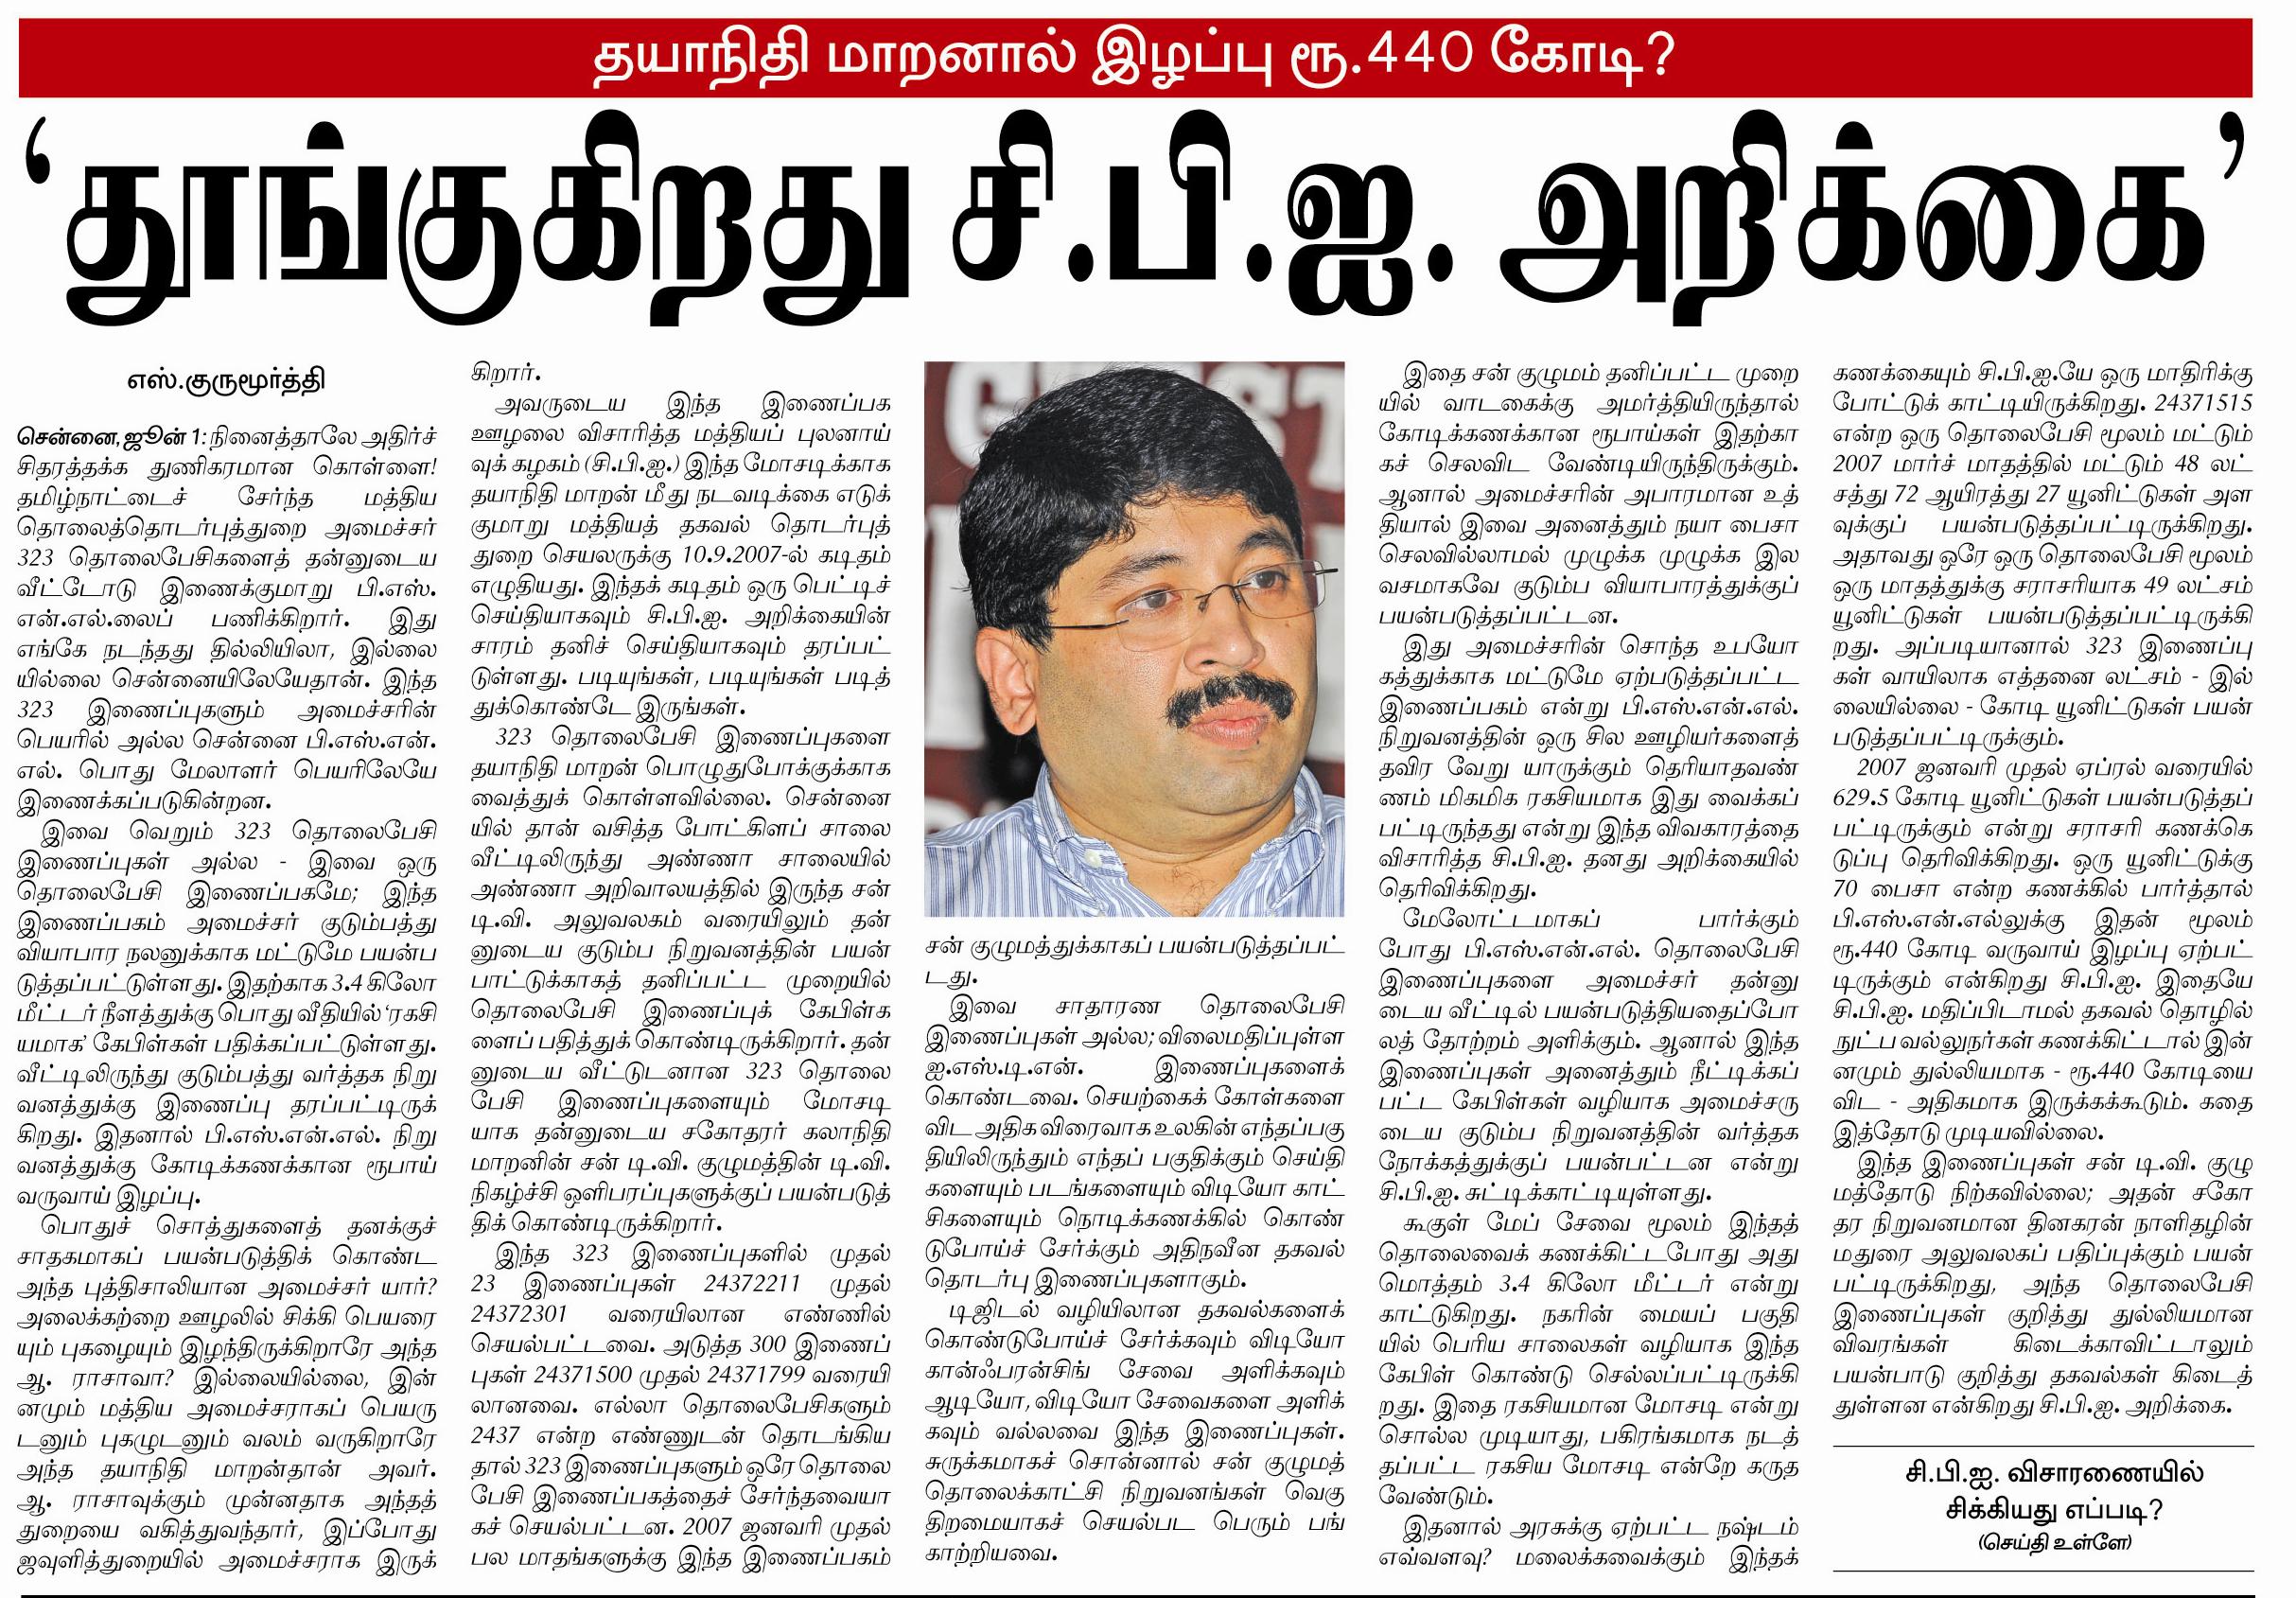 தயாநிதி மாறனால் இழப்பு ரூ.440 கோடி?
‘தூங்குகிறது சி.பி.ஐ. அறிக்கை’
எஸ்.குருமூர்த்தி
சென்னை, ஜூன் 1: நினைத்தாலே அதிர்ச்
சிதரத்தக்க துணிகரமான கொள்ளை!
தமிழ்நாட்டைச் சேர்ந்த மத்திய
தொலைத்தொடர்புத்துறை அமைச்சர்
323 தொலைபேசிகளைத் தன்னுடைய
வீட்டோடு இணைக்குமாறு பி.எஸ்.
என்.எல்.லைப் பணிக்கிறார். இது
எங்கே நடந்தது தில்லியிலா, இல்லை
யில்லை சென்னையிலேயேதான். இந்த
323 இணைப்புகளும் அமைச்சரின்
பெயரில் அல்ல சென்னை பி.எஸ்.என்.
எல். பொது மேலாளர் பெயரிலேயே
இணைக்கப்படுகின்றன.
இவை வெறும் 323 தொலைபேசி
இணைப்புகள் அல்ல - இவை ஒரு
தொலைபேசி இணைப்பகமே; இந்த
இணைப்பகம் அமைச்சர் குடும்பத்து
வியாபார நலனுக்காக மட்டுமே பயன்ப
டுத்தப்பட்டுள்ளது. இதற்காக 3.4 கிலோ
மீட்டர் நீளத்துக்கு பொது வீதியில் ‘ரகசி
யமாக’ கேபிள்கள் பதிக்கப்பட்டுள்ளது.
வீட்டிலிருந்து குடும்பத்து வர்த்தக நிறு
வனத்துக்கு இணைப்பு தரப்பட்டிருக்
கிறது. இதனால் பி.எஸ்.என்.எல். நிறு
வனத்துக்கு கோடிக்கணக்கான ரூபாய்
வருவாய் இழப்பு.
பொதுச் சொத்துகளைத் தனக்குச்
சாதகமாகப் பயன்படுத்திக் கொண்ட
அந்த புத்திசாலியான அமைச்சர் யார்?
அலைக்கற்றை ஊழலில் சிக்கி பெயரை
யும் புகழையும் இழந்திருக்கிறாரே அந்த
ஆ. ராசாவா? இல்லையில்லை, இன்
னமும் மத்திய அமைச்சராகப் பெயரு
டனும் புகழுடனும் வலம் வருகிறாரே
அந்த தயாநிதி மாறன்தான் அவர்.
ஆ. ராசாவுக்கும் முன்னதாக அந்தத்
துறையை வகித்துவந்தார், இப்போது
ஜவுளித்துறையில் அமைச்சராக இருக்
கிறார்.
அவருடைய இந்த இணைப்பக
ஊழலை விசாரித்த மத்தியப் புலனாய்
வுக் கழகம் (சி.பி.ஐ.) இந்த மோசடிக்காக
தயாநிதி மாறன் மீது நடவடிக்கை எடுக்
குமாறு மத்தியத் தகவல் தொடர்புத்
துறை செயலருக்கு 10.9.2007-ல் கடிதம்
எழுதியது. இந்தக் கடிதம் ஒரு பெட்டிச்
செய்தியாகவும் சி.பி.ஐ. அறிக்கையின்
சாரம் தனிச் செய்தியாகவும் தரப்பட்
டுள்ளது. படியுங்கள், படியுங்கள் படித்
துக்கொண்டே இருங்கள்.
323 தொலைபேசி இணைப்புகளை
தயாநிதி மாறன் பொழுதுபோக்குக்காக
வைத்துக் கொள்ளவில்லை. சென்னை
யில் தான் வசித்த போட்கிளப் சாலை
வீட்டிலிருந்து அண்ணா சாலையில்
அண்ணா அறிவாலயத்தில் இருந்த சன்
டி.வி. அலுவலகம் வரையிலும் தன்
னுடைய குடும்ப நிறுவனத்தின் பயன்
பாட்டுக்காகத் தனிப்பட்ட முறையில்
தொலைபேசி இணைப்புக் கேபிள்க
ளைப் பதித்துக் கொண்டிருக்கிறார். தன்
னுடைய வீட்டுடனான 323 தொலை
பேசி இணைப்புகளையும் மோசடி
யாக தன்னுடைய சகோதரர் கலாநிதி
மாறனின் சன் டி.வி. குழுமத்தின் டி.வி.
நிகழ்ச்சி ஒளிபரப்புகளுக்குப் பயன்படுத்
திக் கொண்டிருக்கிறார்.
இந்த 323 இணைப்புகளில் முதல்
23 இணைப்புகள் 24372211 முதல்
24372301 வரையிலான எண்ணில்
செயல்பட்டவை. அடுத்த 300 இணைப்
புகள் 24371500 முதல் 24371799 வரையி
லானவை. எல்லா தொலைபேசிகளும்
2437 என்ற எண்ணுடன் தொடங்கிய
தால் 323 இணைப்புகளும் ஒரே தொலை
பேசி இணைப்பகத்தைச் சேர்ந்தவையா
கச் செயல்பட்டன. 2007 ஜனவரி முதல்
பல மாதங்களுக்கு இந்த இணைப்பகம்
சன் குழுமத்துக்காகப் பயன்படுத்தப்பட்
டது.
இவை சாதாரண தொலைபேசி
இணைப்புகள் அல்ல; விலைமதிப்புள்ள
ஐ.எஸ்.டி.என். இணைப்புகளைக்
கொண்டவை. செயற்கைக் கோள்களை
விட அதிக விரைவாக உலகின் எந்தப்பகு
தியிலிருந்தும் எந்தப் பகுதிக்கும் செய்தி
களையும் படங்களையும் விடியோ காட்
சிகளையும் நொடிக்கணக்கில் கொண்
டுபோய்ச் சேர்க்கும் அதிநவீன தகவல்
தொடர்பு இணைப்புகளாகும்.
டிஜிடல் வழியிலான தகவல்களைக்
கொண்டுபோய்ச் சேர்க்கவும் விடியோ
கான்ஃபரன்சிங் சேவை அளிக்கவும்
ஆடியோ, விடியோ சேவைகளை அளிக்
கவும் வல்லவை இந்த இணைப்புகள்.
சுருக்கமாகச் சொன்னால் சன் குழுமத்
தொலைக்காட்சி நிறுவனங்கள் வெகு
திறமையாகச் செயல்பட பெரும் பங்
காற்றியவை.
இதை சன் குழுமம் தனிப்பட்ட முறை
யில் வாடகைக்கு அமர்த்தியிருந்தால்
கோடிக்கணக்கான ரூபாய்கள் இதற்கா
கச் செலவிட வேண்டியிருந்திருக்கும்.
ஆனால் அமைச்சரின் அபாரமான உத்
தியால் இவை அனைத்தும் நயா பைசா
செலவில்லாமல் முழுக்க முழுக்க இல
வசமாகவே குடும்ப வியாபாரத்துக்குப்
பயன்படுத்தப்பட்டன.
இது அமைச்சரின் சொந்த உபயோ
கத்துக்காக மட்டுமே ஏற்படுத்தப்பட்ட
இணைப்பகம் என்று பி.எஸ்.என்.எல்.
நிறுவனத்தின் ஒரு சில ஊழியர்களைத்
தவிர வேறு யாருக்கும் தெரியாதவண்
ணம் மிகமிக ரகசியமாக இது வைக்கப்
பட்டிருந்தது என்று இந்த விவகாரத்தை
விசாரித்த சி.பி.ஐ. தனது அறிக்கையில்
தெரிவிக்கிறது.
மேலோட்டமாகப் பார்க்கும்
போது பி.எஸ்.என்.எல். தொலைபேசி
இணைப்புகளை அமைச்சர் தன்னு
டைய வீட்டில் பயன்படுத்தியதைப்போ
லத் தோற்றம் அளிக்கும். ஆனால் இந்த
இணைப்புகள் அனைத்தும் நீட்டிக்கப்
பட்ட கேபிள்கள் வழியாக அமைச்சரு
டைய குடும்ப நிறுவனத்தின் வர்த்தக
நோக்கத்துக்குப் பயன்பட்டன என்று
சி.பி.ஐ. சுட்டிக்காட்டியுள்ளது.
கூகுள் மேப் சேவை மூலம் இந்தத்
தொலைவைக் கணக்கிட்டபோது அது
மொத்தம் 3.4 கிலோ மீட்டர் என்று
காட்டுகிறது. நகரின் மையப் பகுதி
யில் பெரிய சாலைகள் வழியாக இந்த
கேபிள் கொண்டு செல்லப்பட்டிருக்கி
றது. இதை ரகசியமான மோசடி என்று
சொல்ல முடியாது, பகிரங்கமாக நடத்
தப்பட்ட ரகசிய மோசடி என்றே கருத
வேண்டும்.
இதனால் அரசுக்கு ஏற்பட்ட நஷ்டம்
எவ்வளவு? மலைக்கவைக்கும் இந்தக்
கணக்கையும் சி.பி.ஐ.யே ஒரு மாதிரிக்கு
போட்டுக் காட்டியிருக்கிறது. 24371515
என்ற ஒரு தொலைபேசி மூலம் மட்டும்
2007 மார்ச் மாதத்தில் மட்டும் 48 லட்
சத்து 72 ஆயிரத்து 27 யூனிட்டுகள் அள
வுக்குப் பயன்படுத்தப்பட்டிருக்கிறது.
அதாவது ஒரே ஒரு தொலைபேசி மூலம்
ஒரு மாதத்துக்கு சராசரியாக 49 லட்சம்
யூனிட்டுகள் பயன்படுத்தப்பட்டிருக்கி
றது. அப்படியானால் 323 இணைப்பு
கள் வாயிலாக எத்தனை லட்சம் - இல்
லையில்லை - கோடி யூனிட்டுகள் பயன்
படுத்தப்பட்டிருக்கும்.
2007 ஜனவரி முதல் ஏப்ரல் வரையில்
629.5 கோடி யூனிட்டுகள் பயன்படுத்தப்
பட்டிருக்கும் என்று சராசரி கணக்கெ
டுப்பு தெரிவிக்கிறது. ஒரு யூனிட்டுக்கு
70 பைசா என்ற கணக்கில் பார்த்தால்
பி.எஸ்.என்.எல்லுக்கு இதன் மூலம்
ரூ.440 கோடி வருவாய் இழப்பு ஏற்பட்
டிருக்கும் என்கிறது சி.பி.ஐ. இதையே
சி.பி.ஐ. மதிப்பிடாமல் தகவல் தொழில்
நுட்ப வல்லுநர்கள் கணக்கிட்டால் இன்
னமும் துல்லியமாக - ரூ.440 கோடியை
விட - அதிகமாக இருக்கக்கூடும். கதை
இத்தோடு முடியவில்லை.
இந்த இணைப்புகள் சன் டி.வி. குழு
மத்தோடு நிற்கவில்லை; அதன் சகோ
தர நிறுவனமான தினகரன் நாளிதழின்
மதுரை அலுவலகப் பதிப்புக்கும் பயன்
பட்டிருக்கிறது, அந்த தொலைபேசி
இணைப்புகள் குறித்து துல்லியமான
விவரங்கள் கிடைக்காவிட்டாலும்
பயன்பாடு குறித்து தகவல்கள் கிடைத்
துள்ளன என்கிறது சி.பி.ஐ. அறிக்கை.
சி.பி.ஐ. விசாரணையில்
சிக்கியது எப்படி?
(செய்தி உள்ளே)